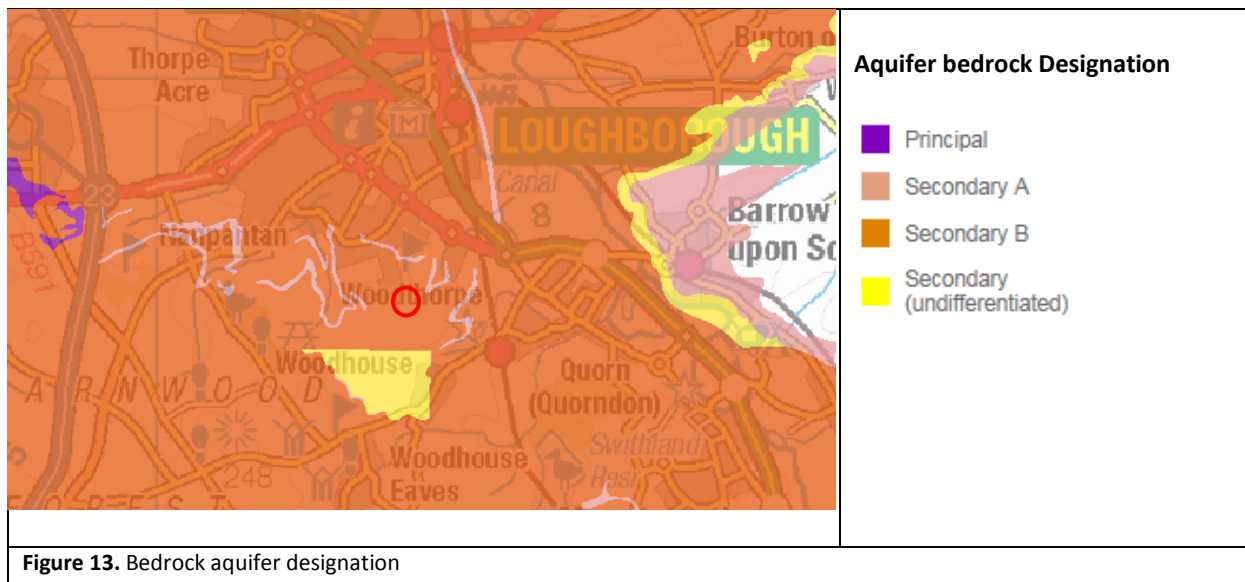 Thorpe
Acre
Burton o
LOUGHBOROUGH
i
M
Canal
8
23
B591
Nanpantan
Woodthorpe
Barrow
upon So
Woodhouse
Quorn
(Quorndon)
A R N W O O D
Swithland
Resr
248
Woodhouse
Eaves
F O R E S T
Aquifer bedrock Designation
Principal
Secondary A
Secondary B
Secondary
(undifferentiated)
Figure 13. Bedrock aquifer designation